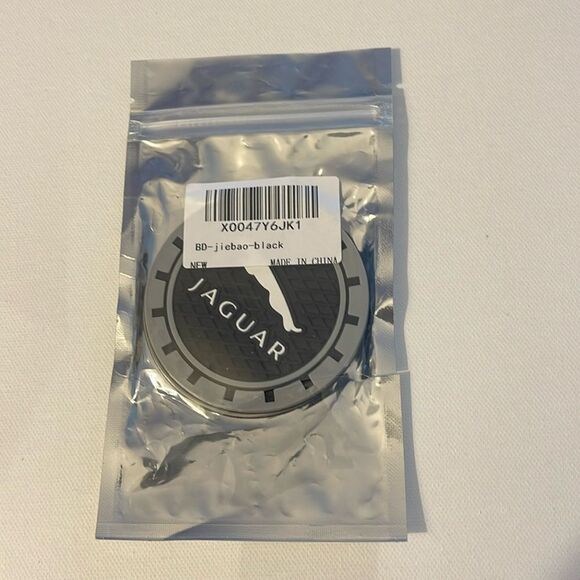 X0047Y6JK1
BD-jiebao-black
NEW MADE IN CHINA
JAGUAR